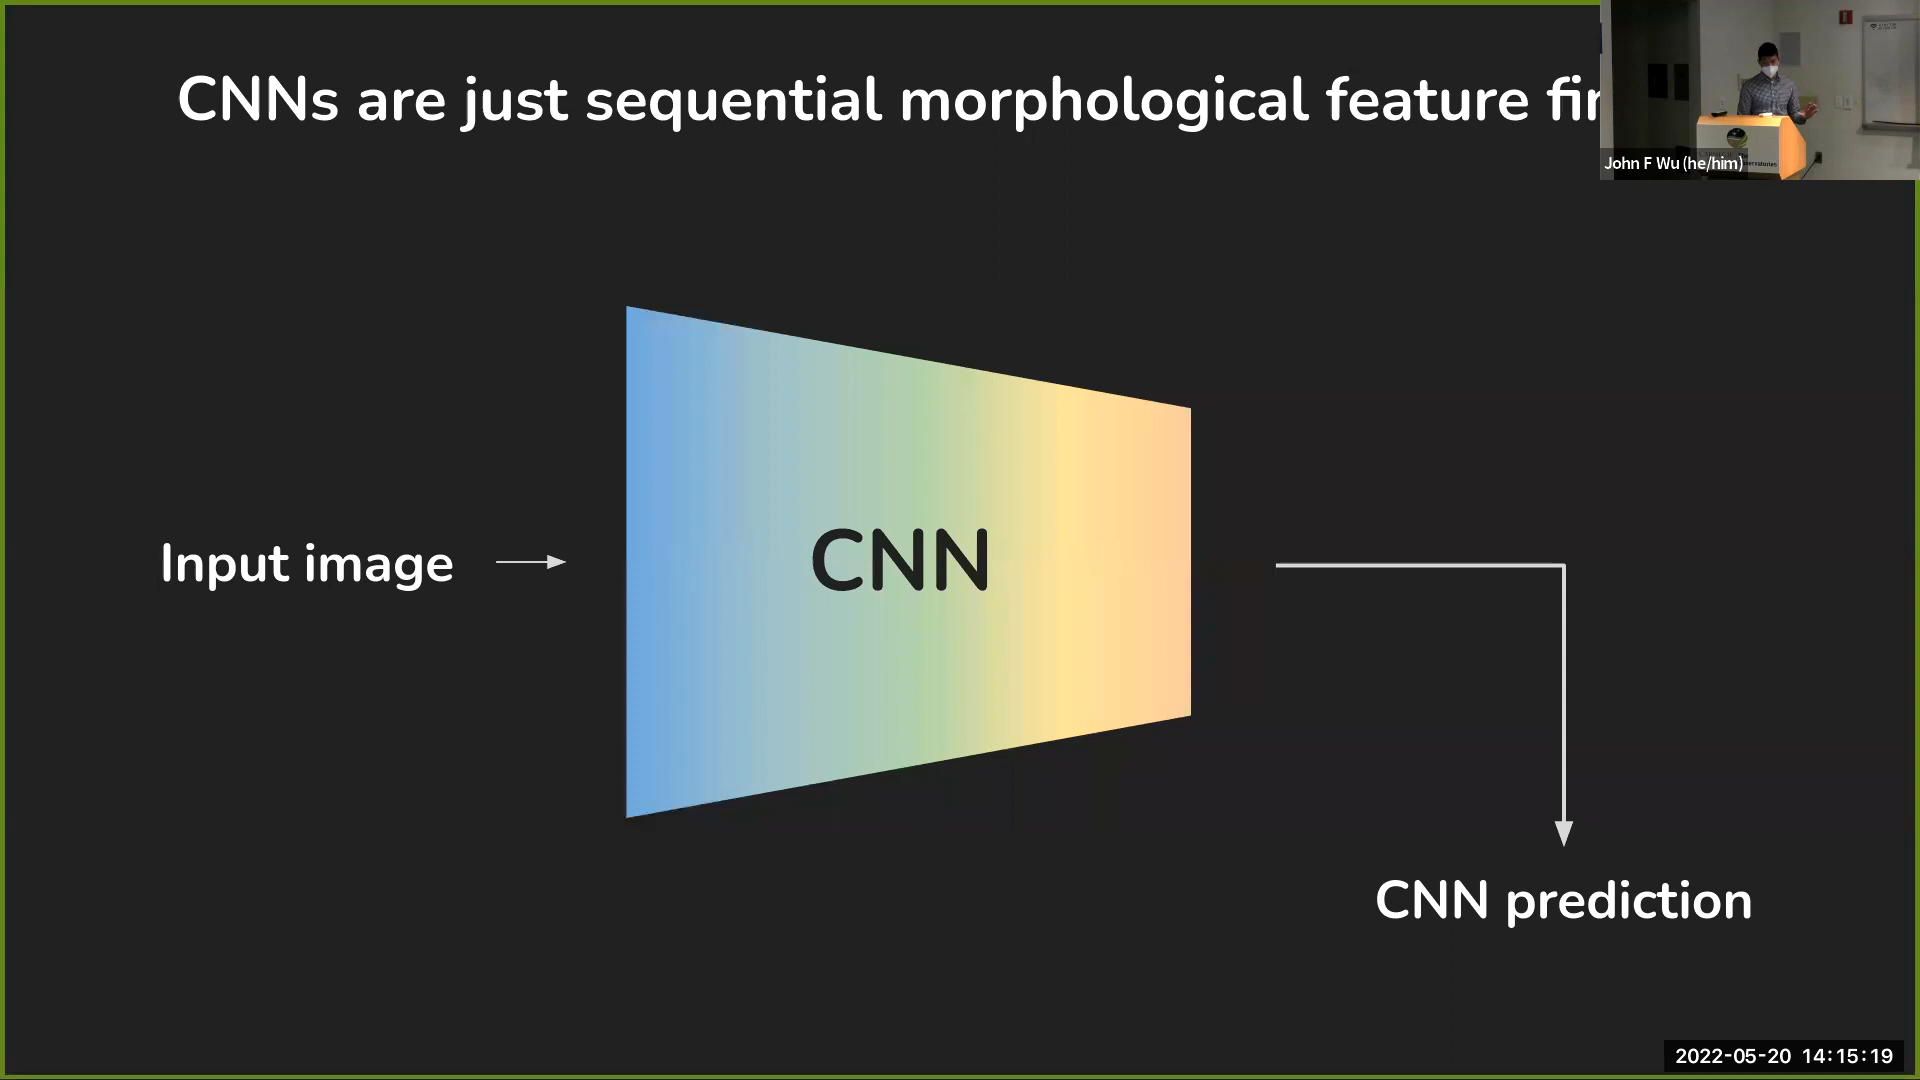 CNNs are just sequential morphological feature
John F Wu (he/him)
Input image
CNN
CNN prediction
2022-05-20 14:15:19